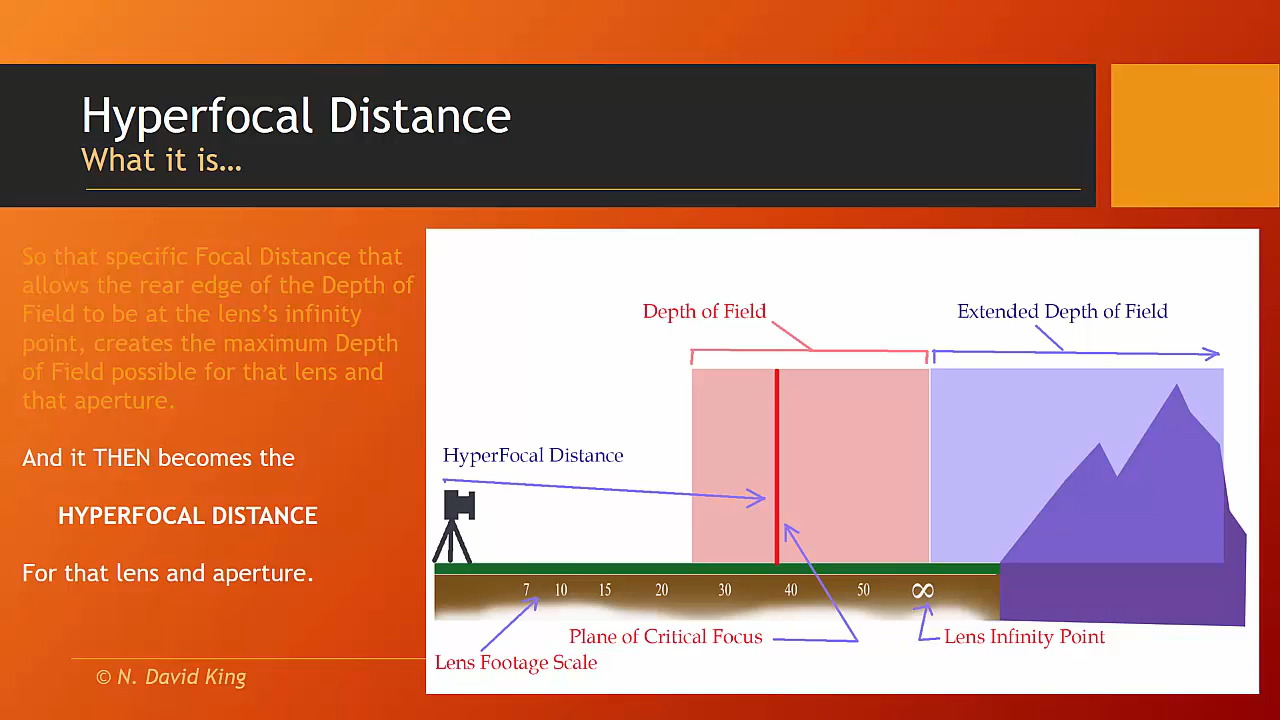 Hyperfocal Distance
What it is…
So that specific Focal Distance that
allows the rear edge of the Depth of
Field to be at the lens’s infinity
point, creates the maximum Depth
of Field possible for that lens and
that aperture.
And it THEN becomes the
HYPERFOCAL DISTANCE
For that lens and aperture.
© N. David King
Depth of Field
Extended Depth of Field
HyperFocal Distance
7 10 15 20 30 40 50 ∞
Plane of Critical Focus
Lens Infinity Point
Lens Footage Scale